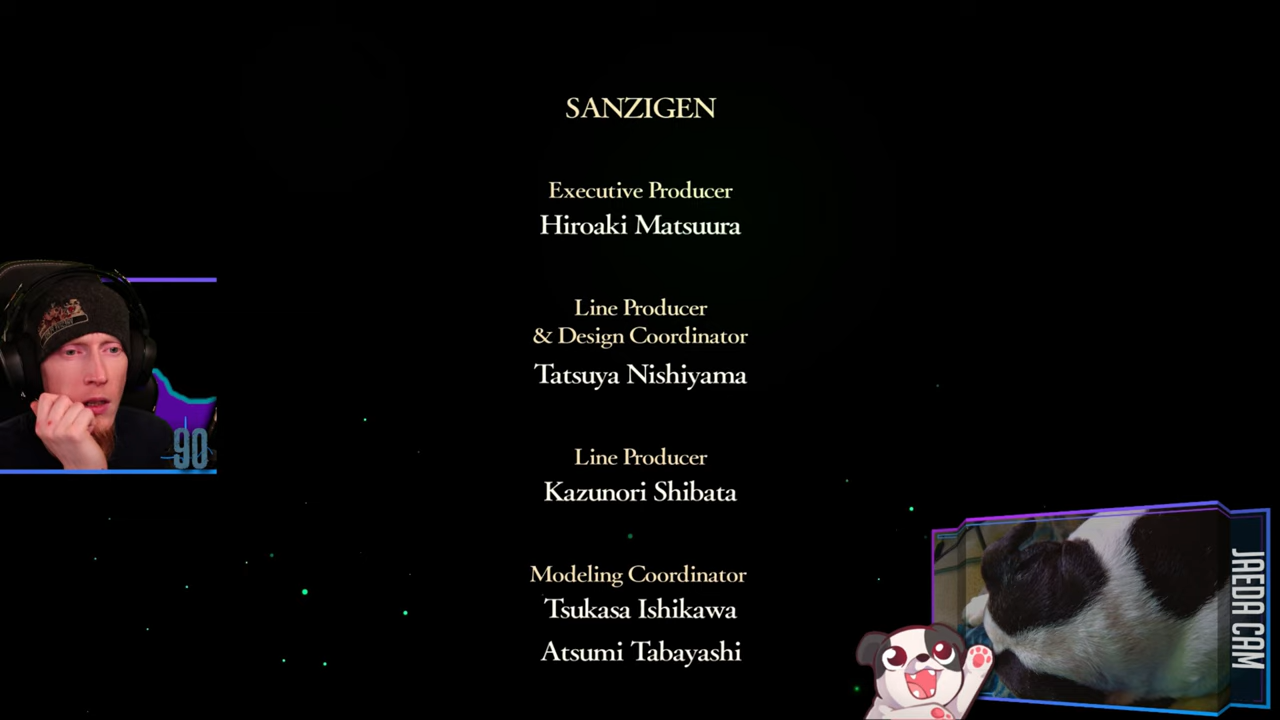 SANZIGEN
Executive Producer
Hiroaki Matsuura
Line Producer
& Design Coordinator
Tatsuya Nishiyama
Line Producer
Kazunori Shibata
Modeling Coordinator
Tsukasa Ishikawa
Atsumi Tabayashi
90
JAEDA CAM